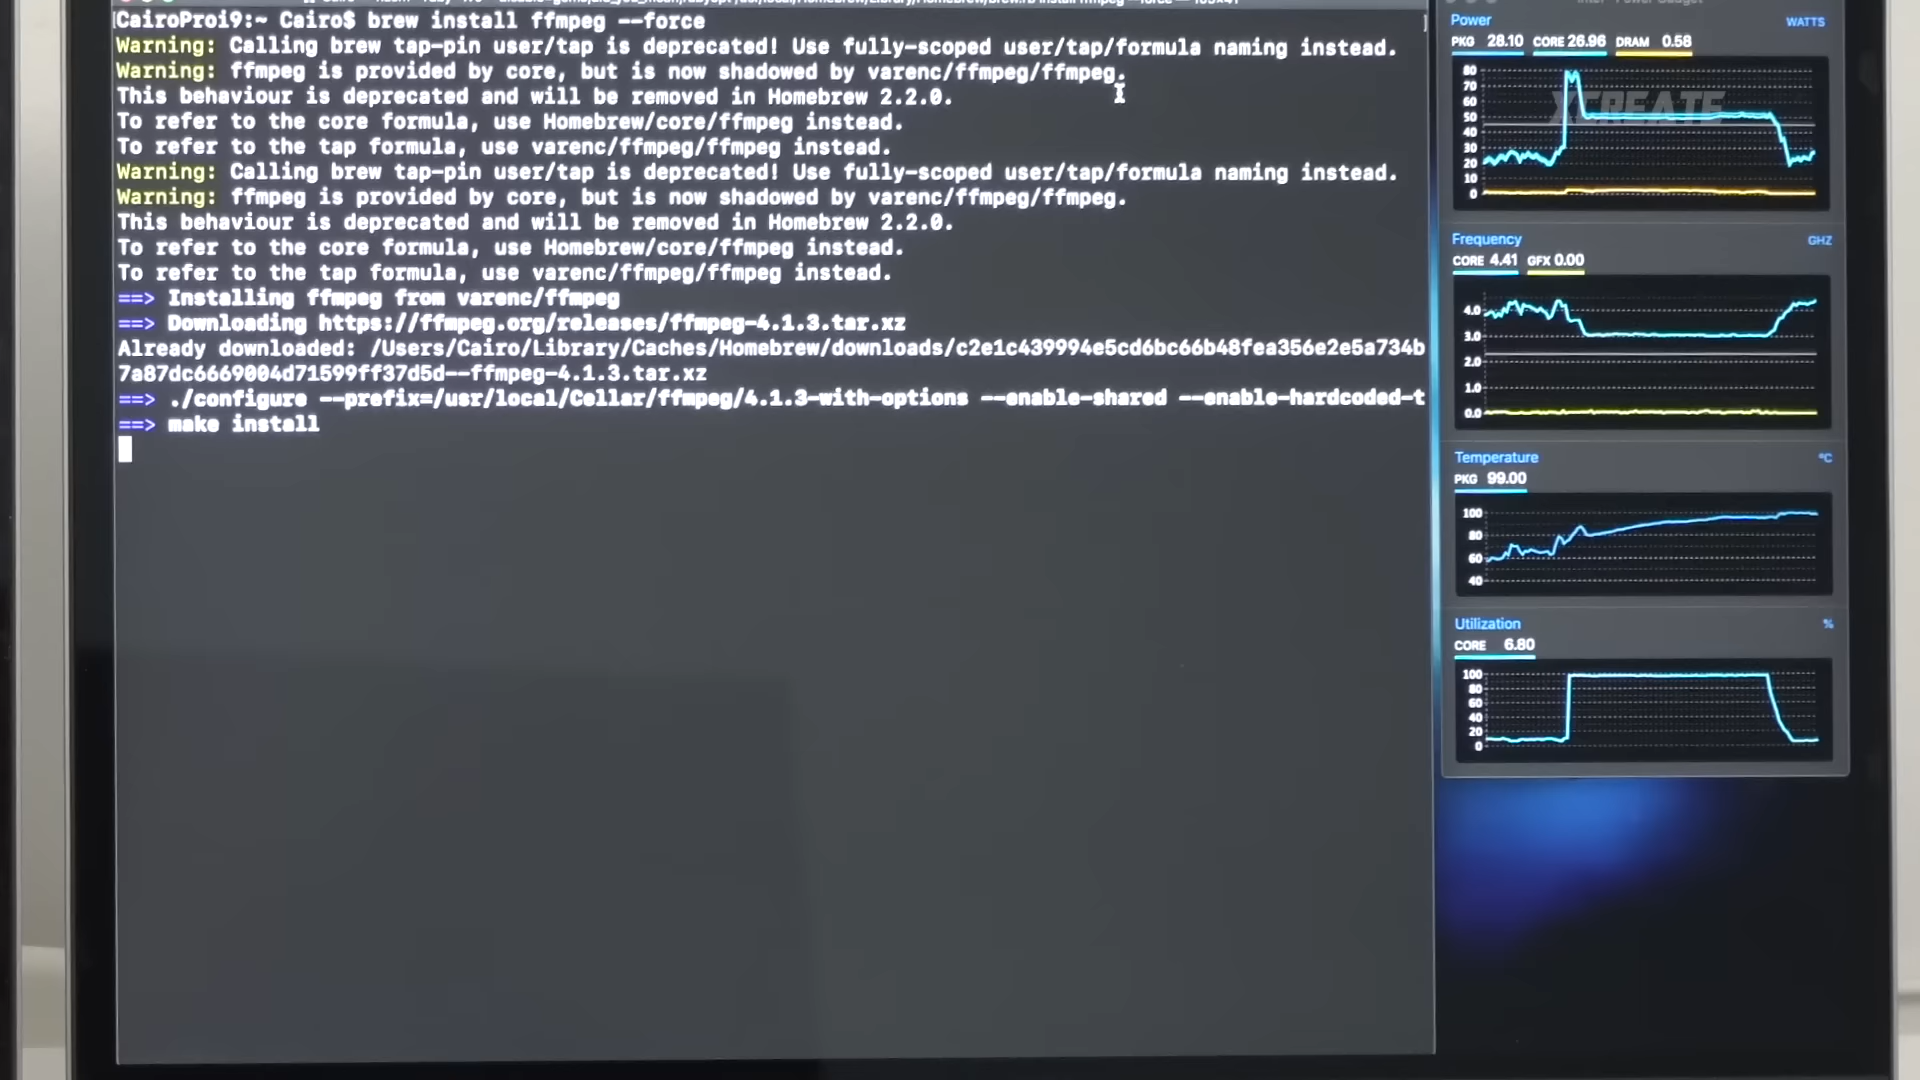 CairoProi9:~ Cairo$ brew install ffmpeg --force
Warning: Calling brew tap-pin user/tap is deprecated! Use fully-scoped user/tap/formula naming instead.
Warning: ffmpeg is provided by core, but is now shadowed by varenc/ffmpeg/ffmpeg.
This behaviour is deprecated and will be removed in Homebrew 2.2.0.
To refer to the core formula, use Homebrew/core/ffmpeg instead.
To refer to the tap formula, use varenc/ffmpeg/ffmpeg instead.
Warning: Calling brew tap-pin user/tap is deprecated! Use fully-scoped user/tap/formula naming instead.
Warning: ffmpeg is provided by core, but is now shadowed by varenc/ffmpeg/ffmpeg.
This behaviour is deprecated and will be removed in Homebrew 2.2.0.
To refer to the core formula, use Homebrew/core/ffmpeg instead.
To refer to the tap formula, use varenc/ffmpeg/ffmpeg instead.
==> Installing ffmpeg from varenc/ffmpeg
==> Downloading https://ffmpeg.org/releases/ffmpeg-4.1.3.tar.xz
Already downloaded: /Users/Cairo/Library/Caches/Homebrew/downloads/c2e1c439994e5cd6bc66b48fea356e2e5a734b
7a87dc6669004d71599ff37d5d--ffmpeg-4.1.3.tar.xz
==> ./configure --prefix=/usr/local/Cellar/ffmpeg/4.1.3-with-options --enable-shared --enable-hardcoded-t
==> make install
Power WATTS
PKG 28.10 CORE 26.96 DRAM 0.58
80
70
60
50
40
30
20
10
0
XCREATE
Frequency GHZ
CORE 4.41 GFX 0.00
4.0
3.0
2.0
1.0
0.0
Temperature °C
PKG 99.00
100
80
60
40
Utilization %
CORE 6.80
100
80
60
40
20
0